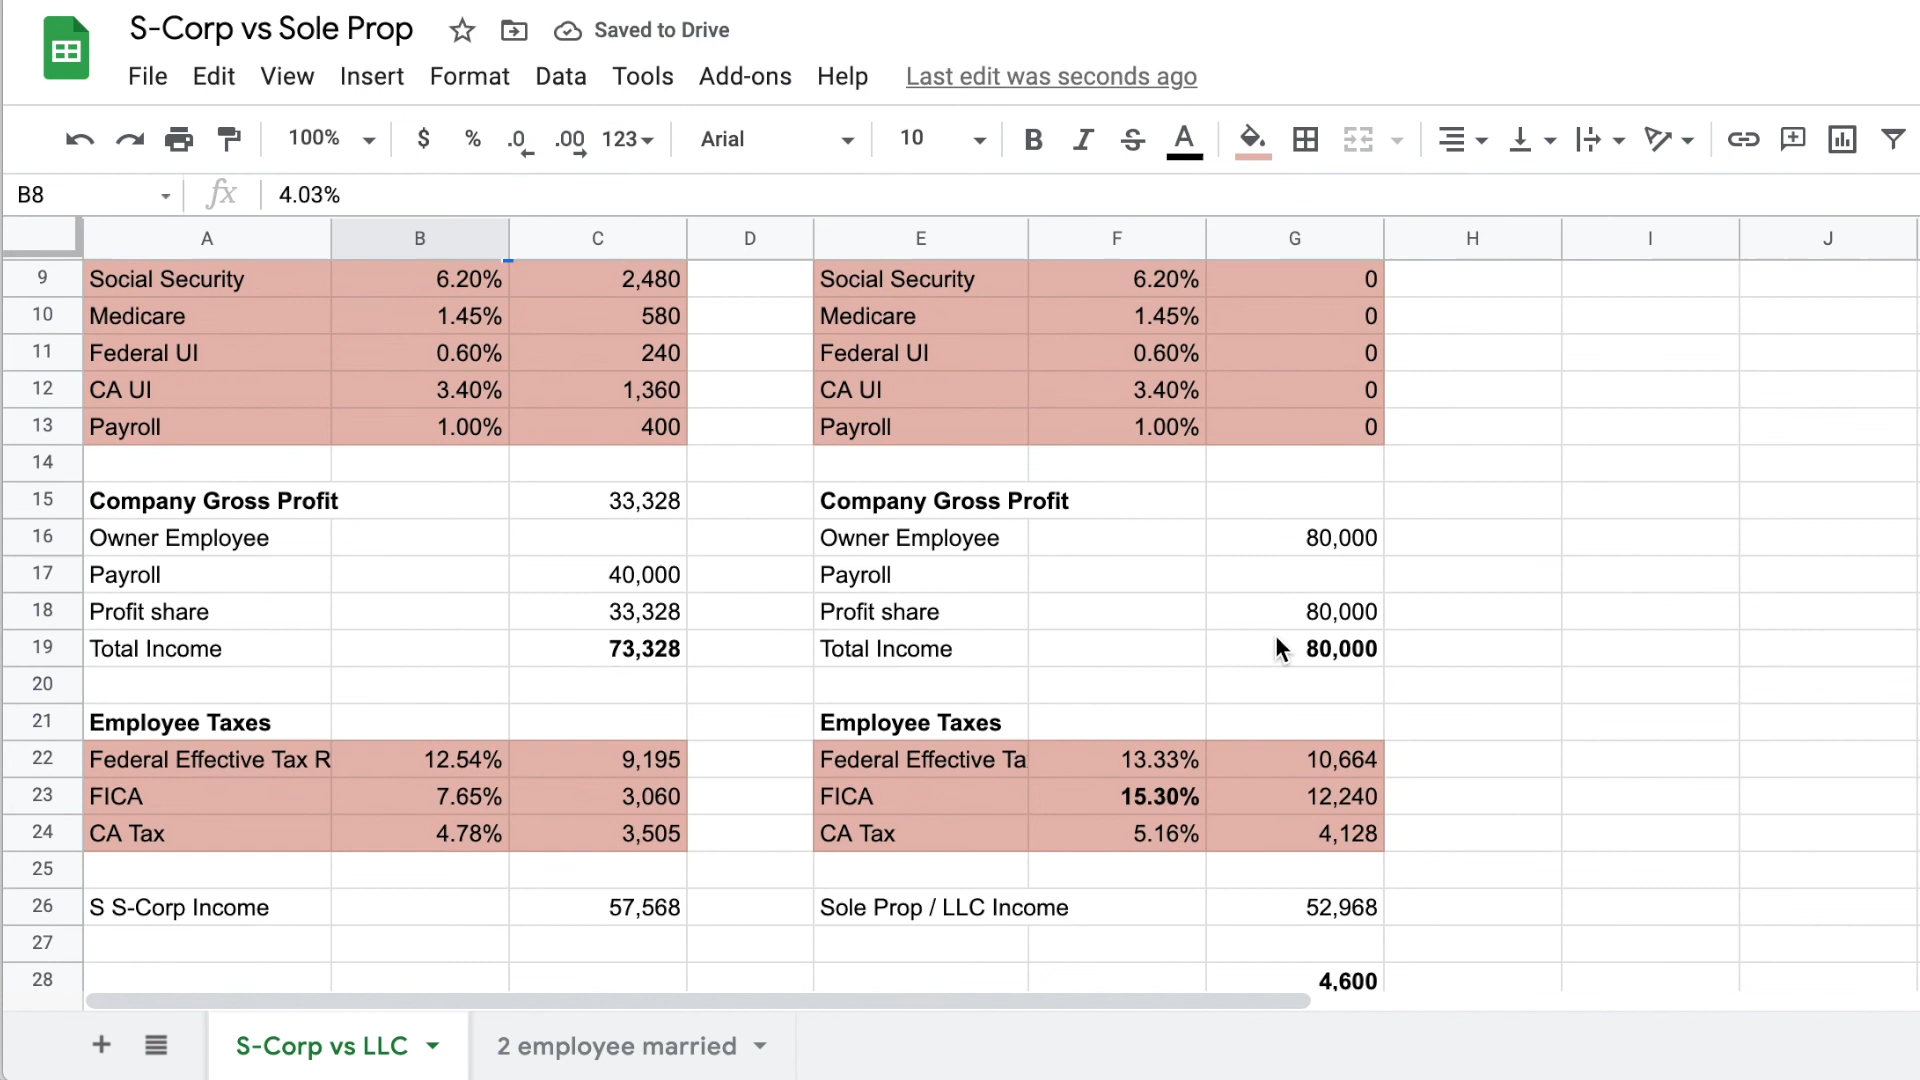 S-Corp vs Sole Prop Saved to Drive
File Edit View Insert Format Data Tools Add-ons Help Last edit was seconds ago
100% $ % .0 .00 123 Arial 10 B I S A
B8 fx 4.03%
A B C D E F G H I J
9 Social Security 6.20% 2,480 Social Security 6.20% 0
10 Medicare 1.45% 580 Medicare 1.45% 0
11 Federal UI 0.60% 240 Federal UI 0.60% 0
12 CA UI 3.40% 1,360 CA UI 3.40% 0
13 Payroll 1.00% 400 Payroll 1.00% 0
14
15 Company Gross Profit 33,328 Company Gross Profit
16 Owner Employee Owner Employee 80,000
17 Payroll 40,000 Payroll
18 Profit share 33,328 Profit share 80,000
19 Total Income 73,328 Total Income 80,000
20
21 Employee Taxes Employee Taxes
22 Federal Effective Tax R 12.54% 9,195 Federal Effective Ta 13.33% 10,664
23 FICA 7.65% 3,060 FICA 15.30% 12,240
24 CA Tax 4.78% 3,505 CA Tax 5.16% 4,128
25
26 S S-Corp Income 57,568 Sole Prop / LLC Income 52,968
27
28 4,600
+ S-Corp vs LLC 2 employee married